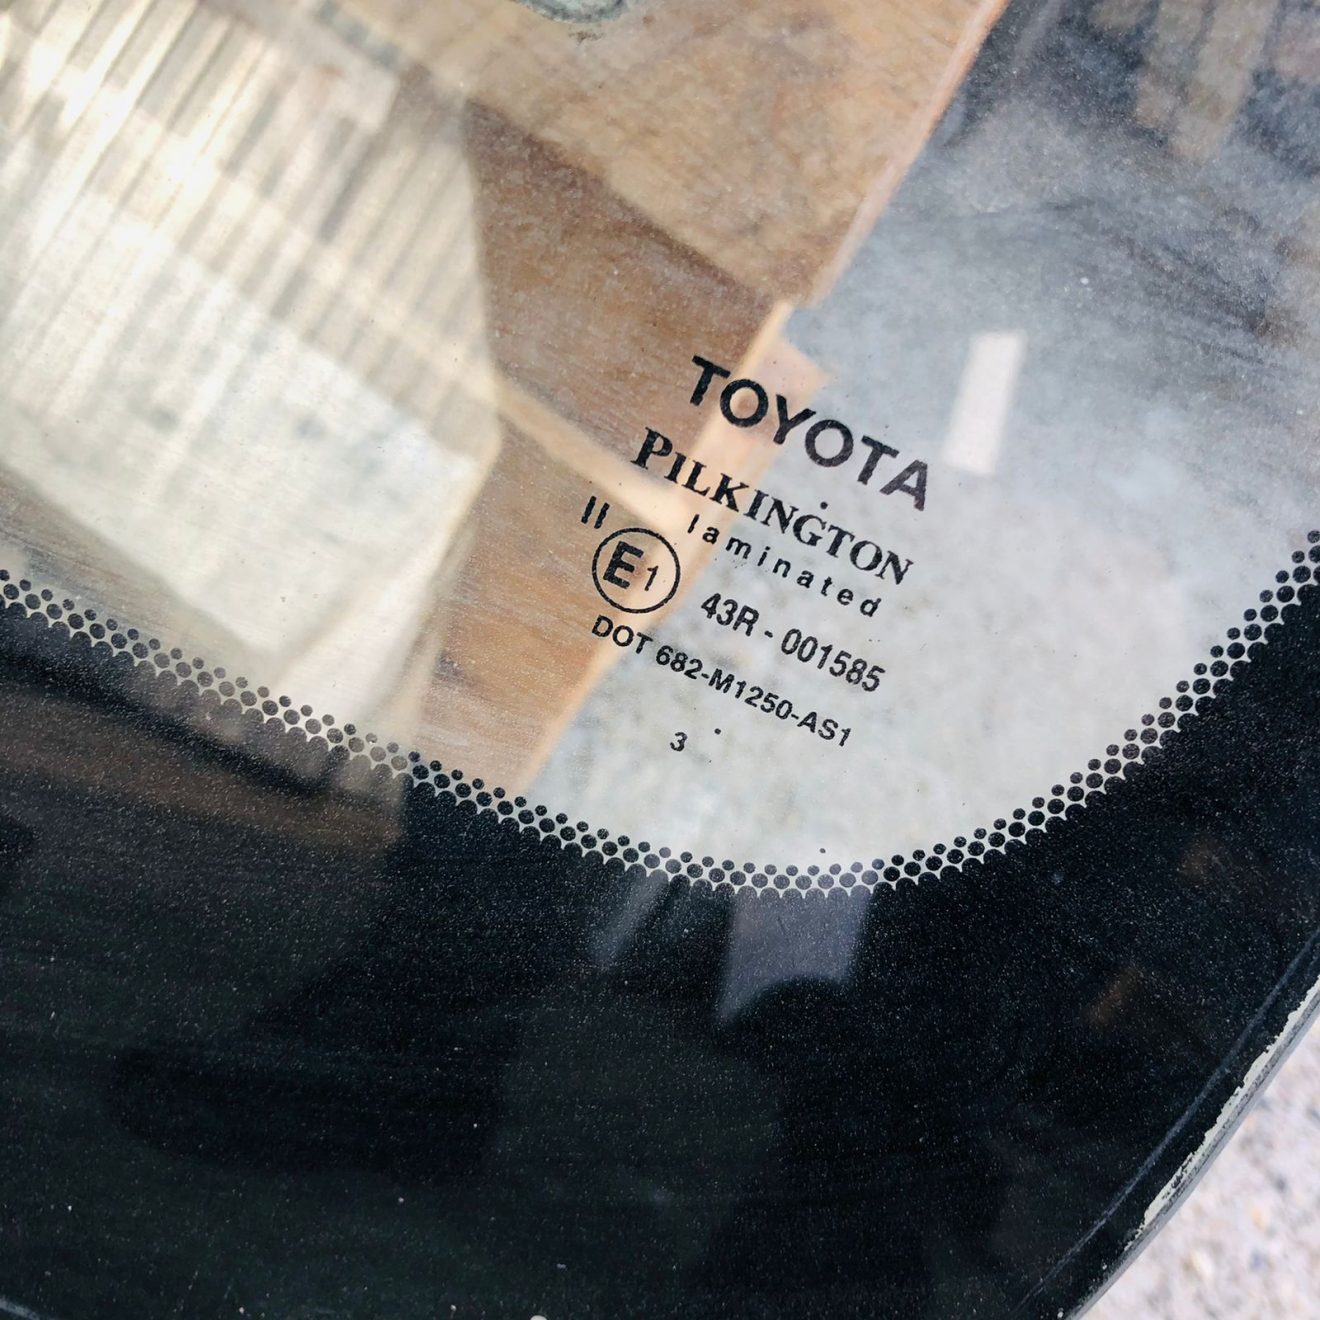 TOYOTA
PILKINGTON
II laminated
E1 43R - 001585
DOT 682-M1250-AS1
3